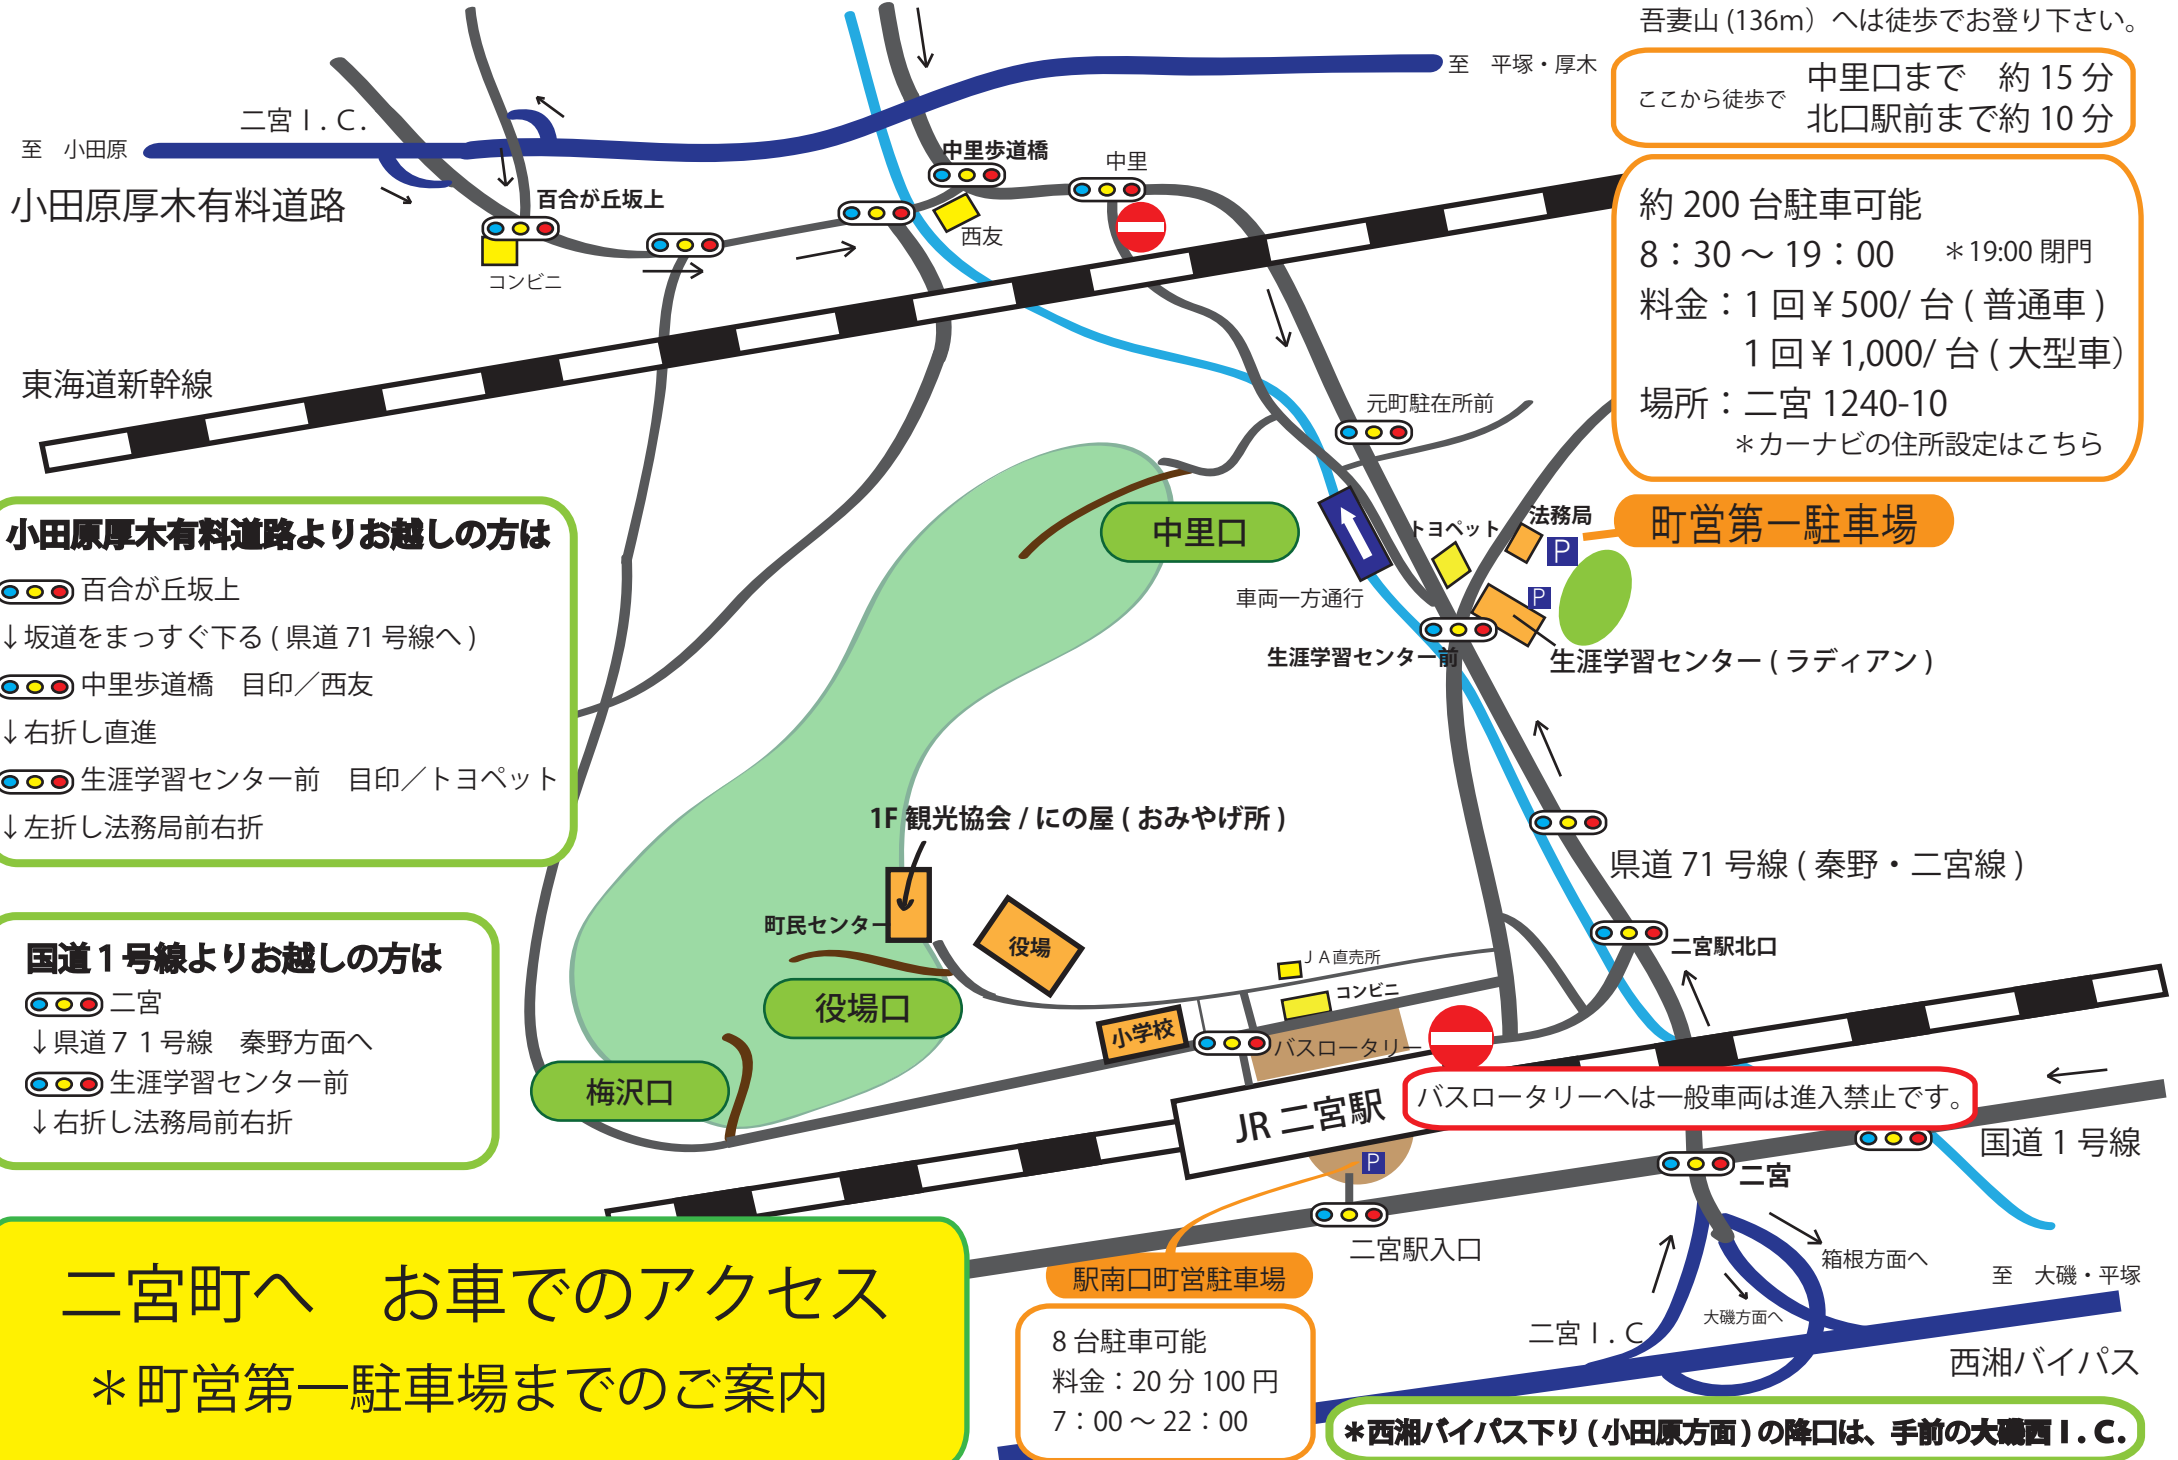 吾妻山 (136m）へは徒歩でお登り下さい。
ここから徒歩で
中里口まで　約 15 分
北口駅前まで約 10 分
至　平塚・厚木
二宮Ｉ. Ｃ.
至　小田原
小田原厚木有料道路
百合が丘坂上
コンビニ
中里歩道橋
中里
西友
約 200 台駐車可能
8：30 ～ 19：00　＊19:00 閉門
料金：1 回￥500/ 台 ( 普通車 )
1 回￥1,000/ 台 ( 大型車）
場所：二宮 1240-10
＊カーナビの住所設定はこちら
東海道新幹線
元町駐在所前
町営第一駐車場
法務局
P
トヨペット
中里口
車両一方通行
P
生涯学習センター前
生涯学習センター ( ラディアン )
小田原厚木有料道路よりお越しの方は
百合が丘坂上
↓坂道をまっすぐ下る ( 県道 71 号線へ )
中里歩道橋　目印／西友
↓右折し直進
生涯学習センター前　目印／トヨペット
↓左折し法務局前右折
1F 観光協会 / にの屋 ( おみやげ所 )
県道 71 号線 ( 秦野・二宮線 )
町民センター
役場
二宮駅北口
ＪＡ直売所
コンビニ
役場口
小学校
バスロータリー
梅沢口
JR 二宮駅
バスロータリーへは一般車両は進入禁止です。
国道１号線よりお越しの方は
二宮
↓県道７１号線　秦野方面へ
生涯学習センター前
↓右折し法務局前右折
国道 1 号線
P
二宮
二宮駅入口
駅南口町営駐車場
8 台駐車可能
料金：20 分 100 円
7：00 ～ 22：00
箱根方面へ
至　大磯・平塚
大磯方面へ
二宮Ｉ. Ｃ
西湘バイパス
二宮町へ　お車でのアクセス
＊町営第一駐車場までのご案内
＊西湘バイパス下り ( 小田原方面 ) の降口は、手前の大磯西Ｉ. Ｃ.